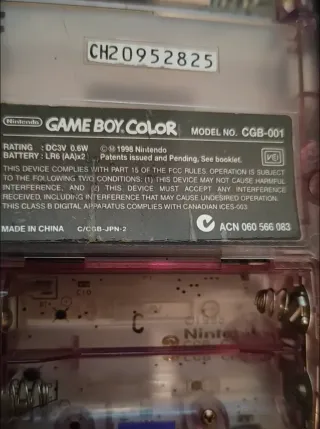 CH20952825
Nintendo GAME BOY COLOR MODEL NO. CGB-001
RATING : DC3V 0.6W ©Ⓜ 1998 Nintendo
BATTERY : LR6 (AA)x2 Patents issued and Pending, See booklet.
THIS DEVICE COMPLIES WITH PART 15 OF THE FCC RULES. OPERATION IS SUBJECT
TO THE FOLLOWING TWO CONDITIONS: (1) THIS DEVICE MAY NOT CAUSE HARMFUL
INTERFERENCE, AND (2) THIS DEVICE MUST ACCEPT ANY INTERFERENCE
RECEIVED, INCLUDING INTERFERENCE THAT MAY CAUSE UNDESIRED OPERATION.
THIS CLASS B DIGITAL APPARATUS COMPLIES WITH CANADIAN ICES-003.
MADE IN CHINA C/CGB-JPN-2 ACN 060 566 083
C
Nintendo